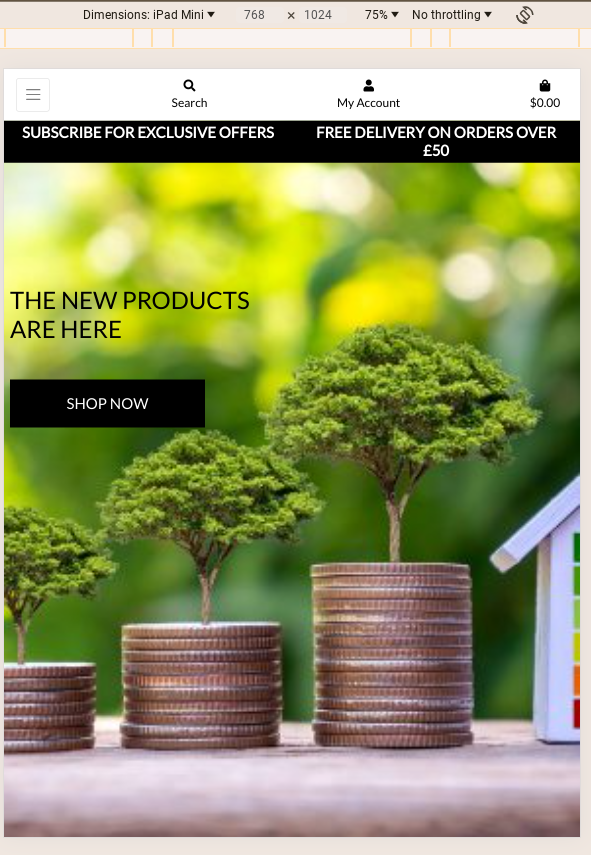 Dimensions: iPad Mini 768 × 1024 75% No throttling
Search My Account $0.00
SUBSCRIBE FOR EXCLUSIVE OFFERS FREE DELIVERY ON ORDERS OVER
£50
THE NEW PRODUCTS
ARE HERE
SHOP NOW